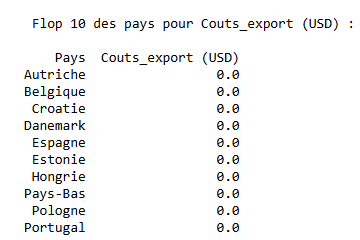 Flop 10 des pays pour Couts_export (USD) :
Pays Couts_export (USD)
Autriche 0.0
Belgique 0.0
Croatie 0.0
Danemark 0.0
Espagne 0.0
Estonie 0.0
Hongrie 0.0
Pays-Bas 0.0
Pologne 0.0
Portugal 0.0